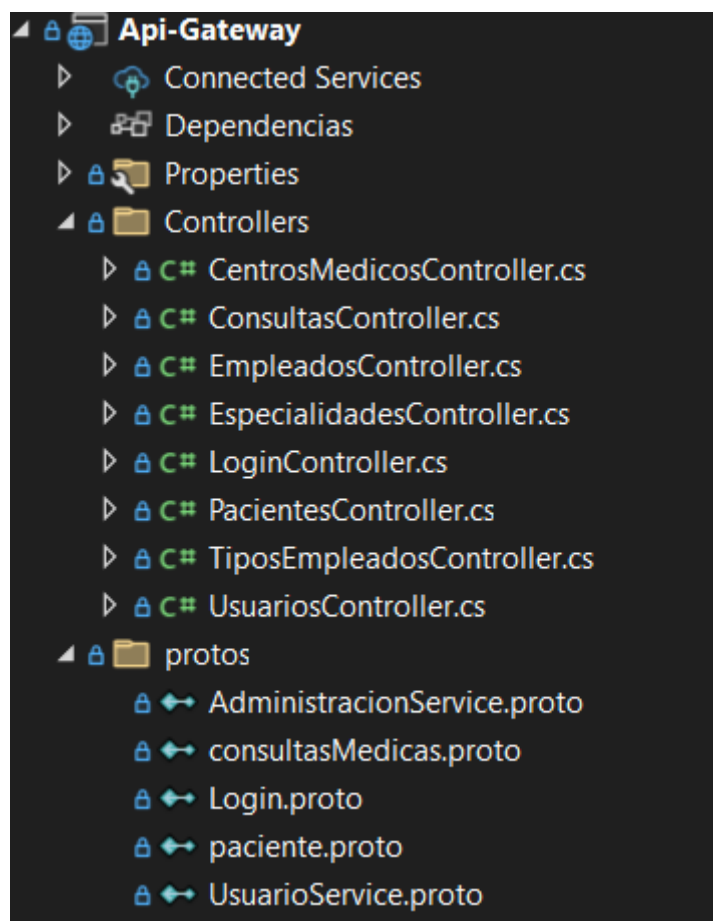 Api-Gateway
Connected Services
Dependencias
Properties
Controllers
C# CentrosMedicosController.cs
C# ConsultasController.cs
C# EmpleadosController.cs
C# EspecialidadesController.cs
C# LoginController.cs
C# PacientesController.cs
C# TiposEmpleadosController.cs
C# UsuariosController.cs
protos
AdministracionService.proto
consultasMedicas.proto
Login.proto
paciente.proto
UsuarioService.proto